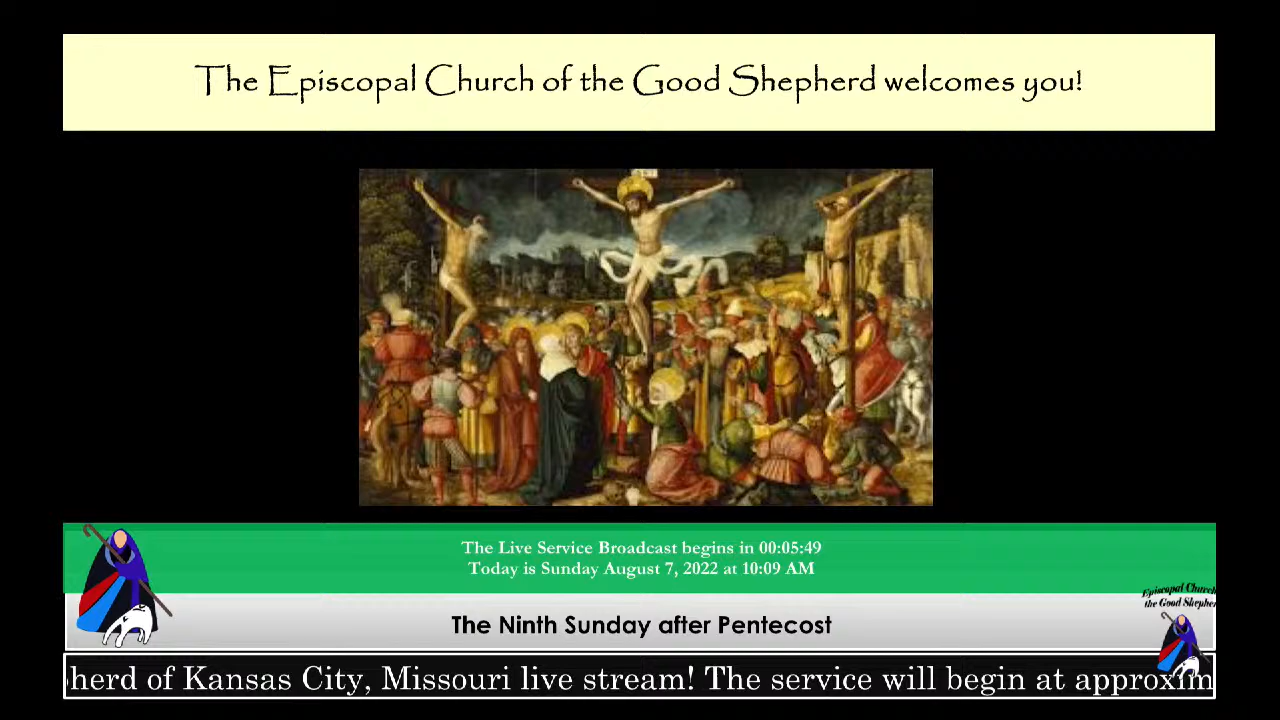 The Episcopal Church of the Good Shepherd welcomes you!
The Live Service Broadcast begins in 00:05:49
Today is Sunday August 7, 2022 at 10:09 AM
The Ninth Sunday after Pentecost
Episcopal Church
the Good Shepher
herd of Kansas City, Missouri live stream! The service will begin at approxim